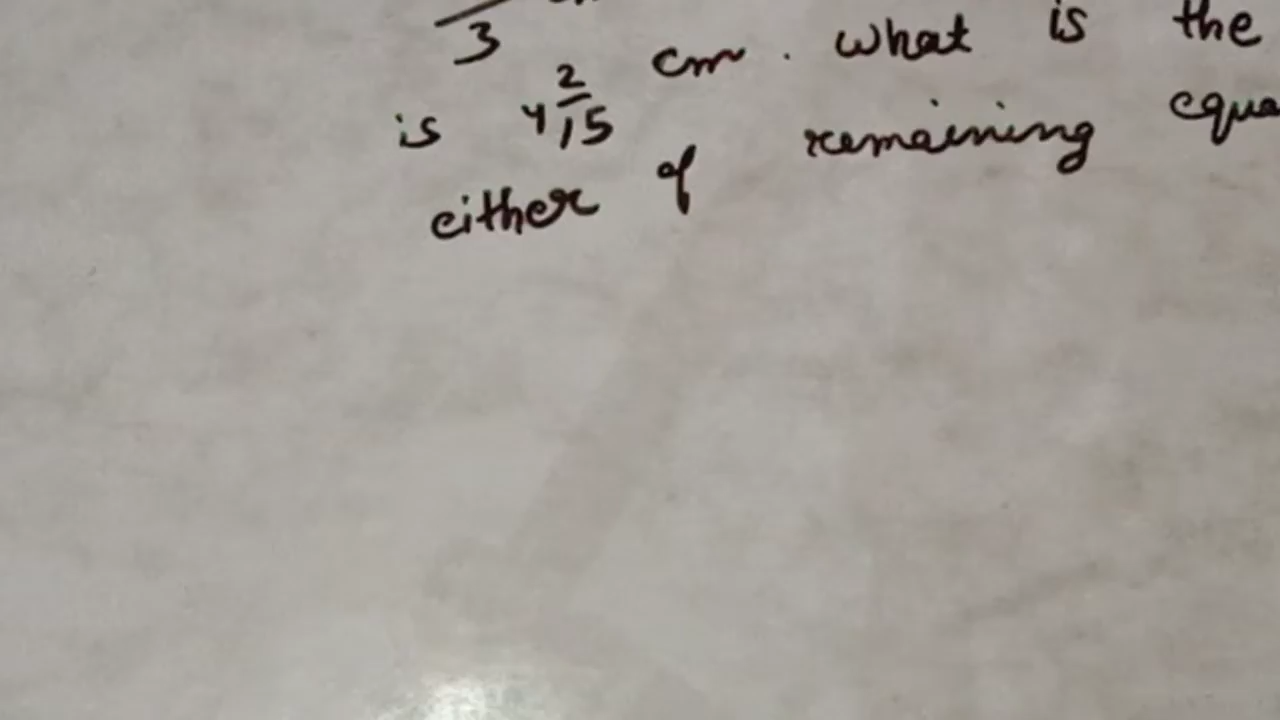 3
is 4 2/15 cm. what is the
either of remaining